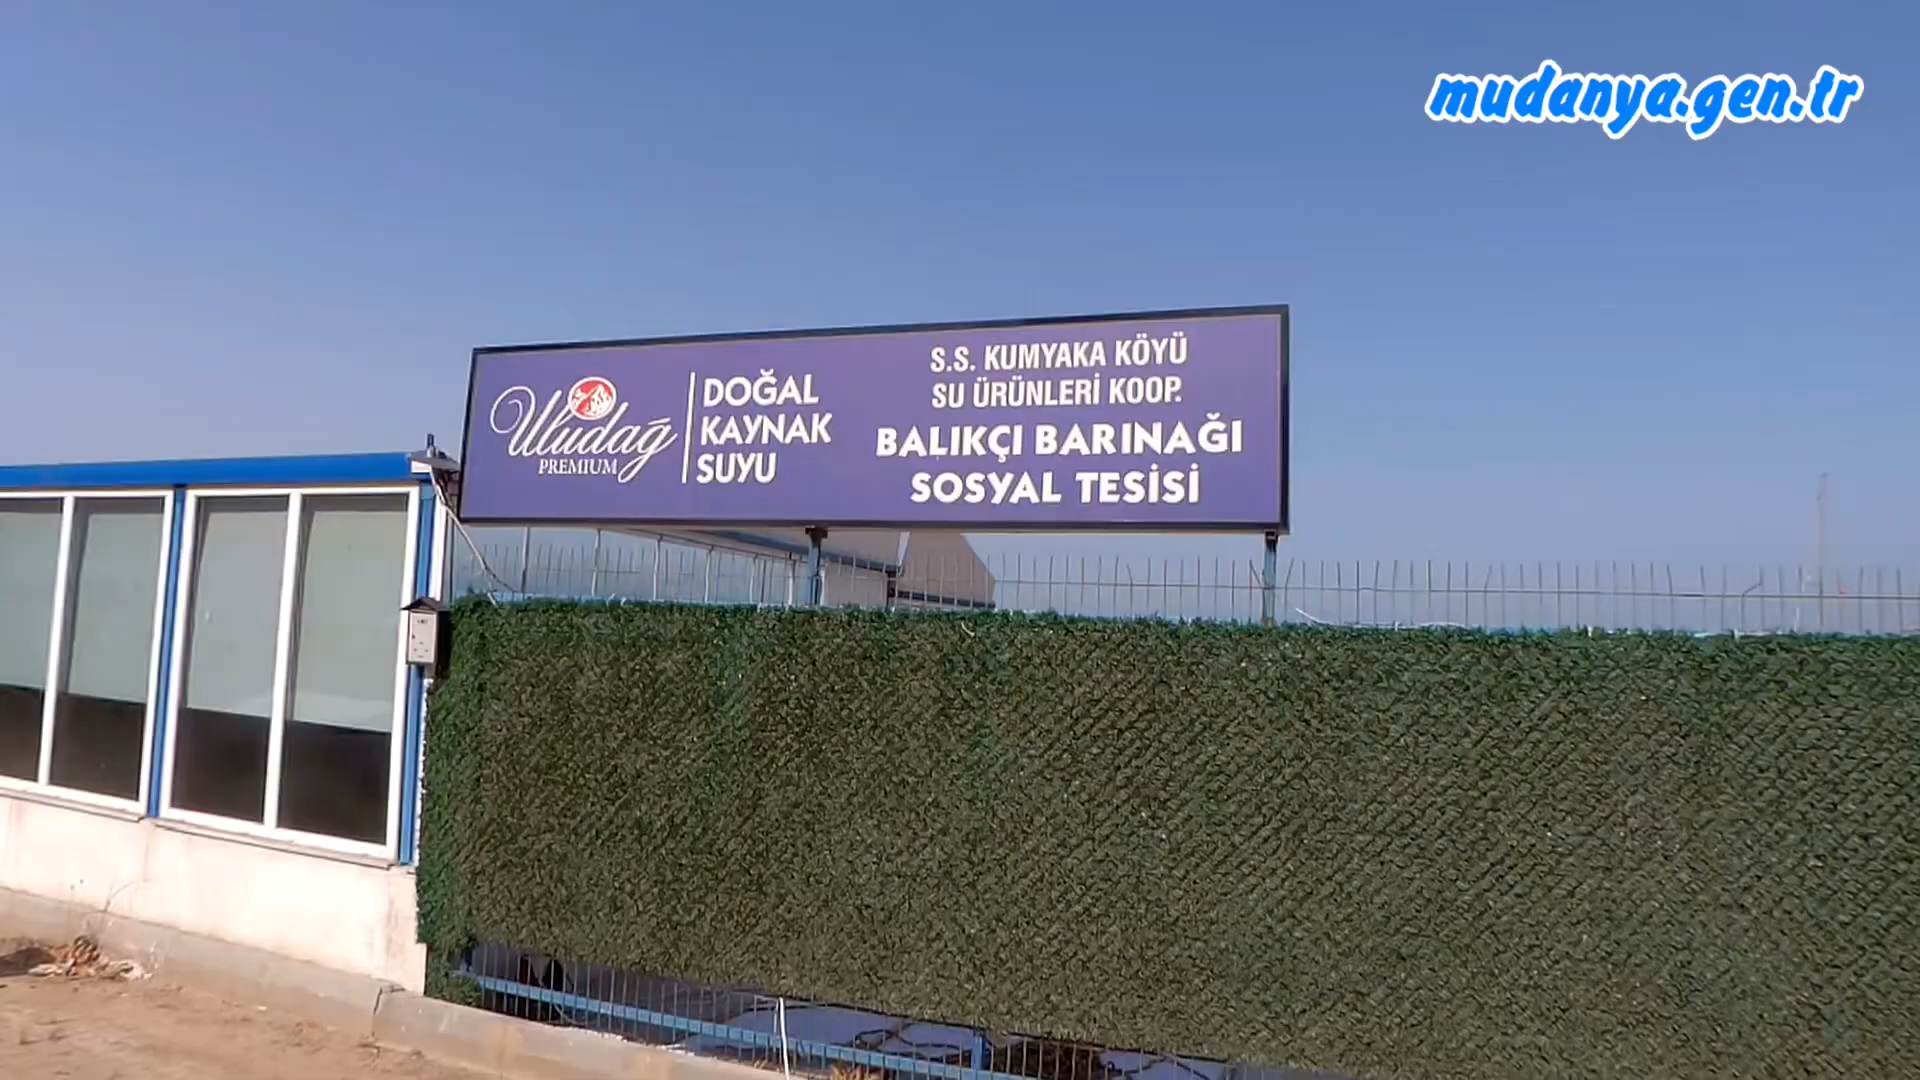 mudanya.gen.tr
Uludağ
PREMIUM
DOĞAL
KAYNAK
SUYU
S.S. KUMYAKA KÖYÜ
SU ÜRÜNLERİ KOOP.
BALIKÇI BARINAĞI
SOSYAL TESİSİ